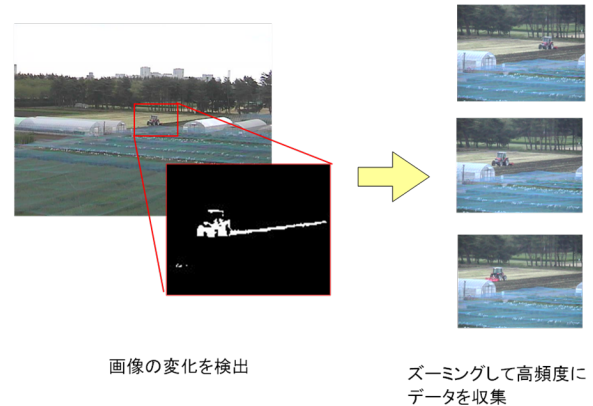 画像の変化を検出
ズーミングして高頻度に
データを収集